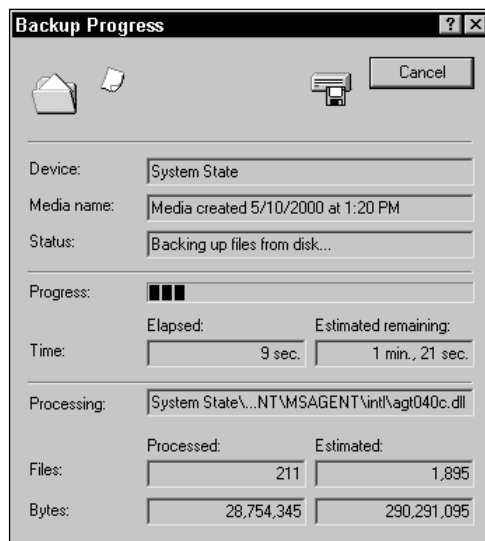 Backup Progress
Cancel
Device: System State
Media name: Media created 5/10/2000 at 1:20 PM
Status: Backing up files from disk...
Progress:
Elapsed: Estimated remaining:
Time: 9 sec. 1 min., 21 sec.
Processing: System State\...NT\MSAGENT\intl\agt040c.dll
Processed: Estimated:
Files: 211 1,895
Bytes: 28,754,345 290,291,095